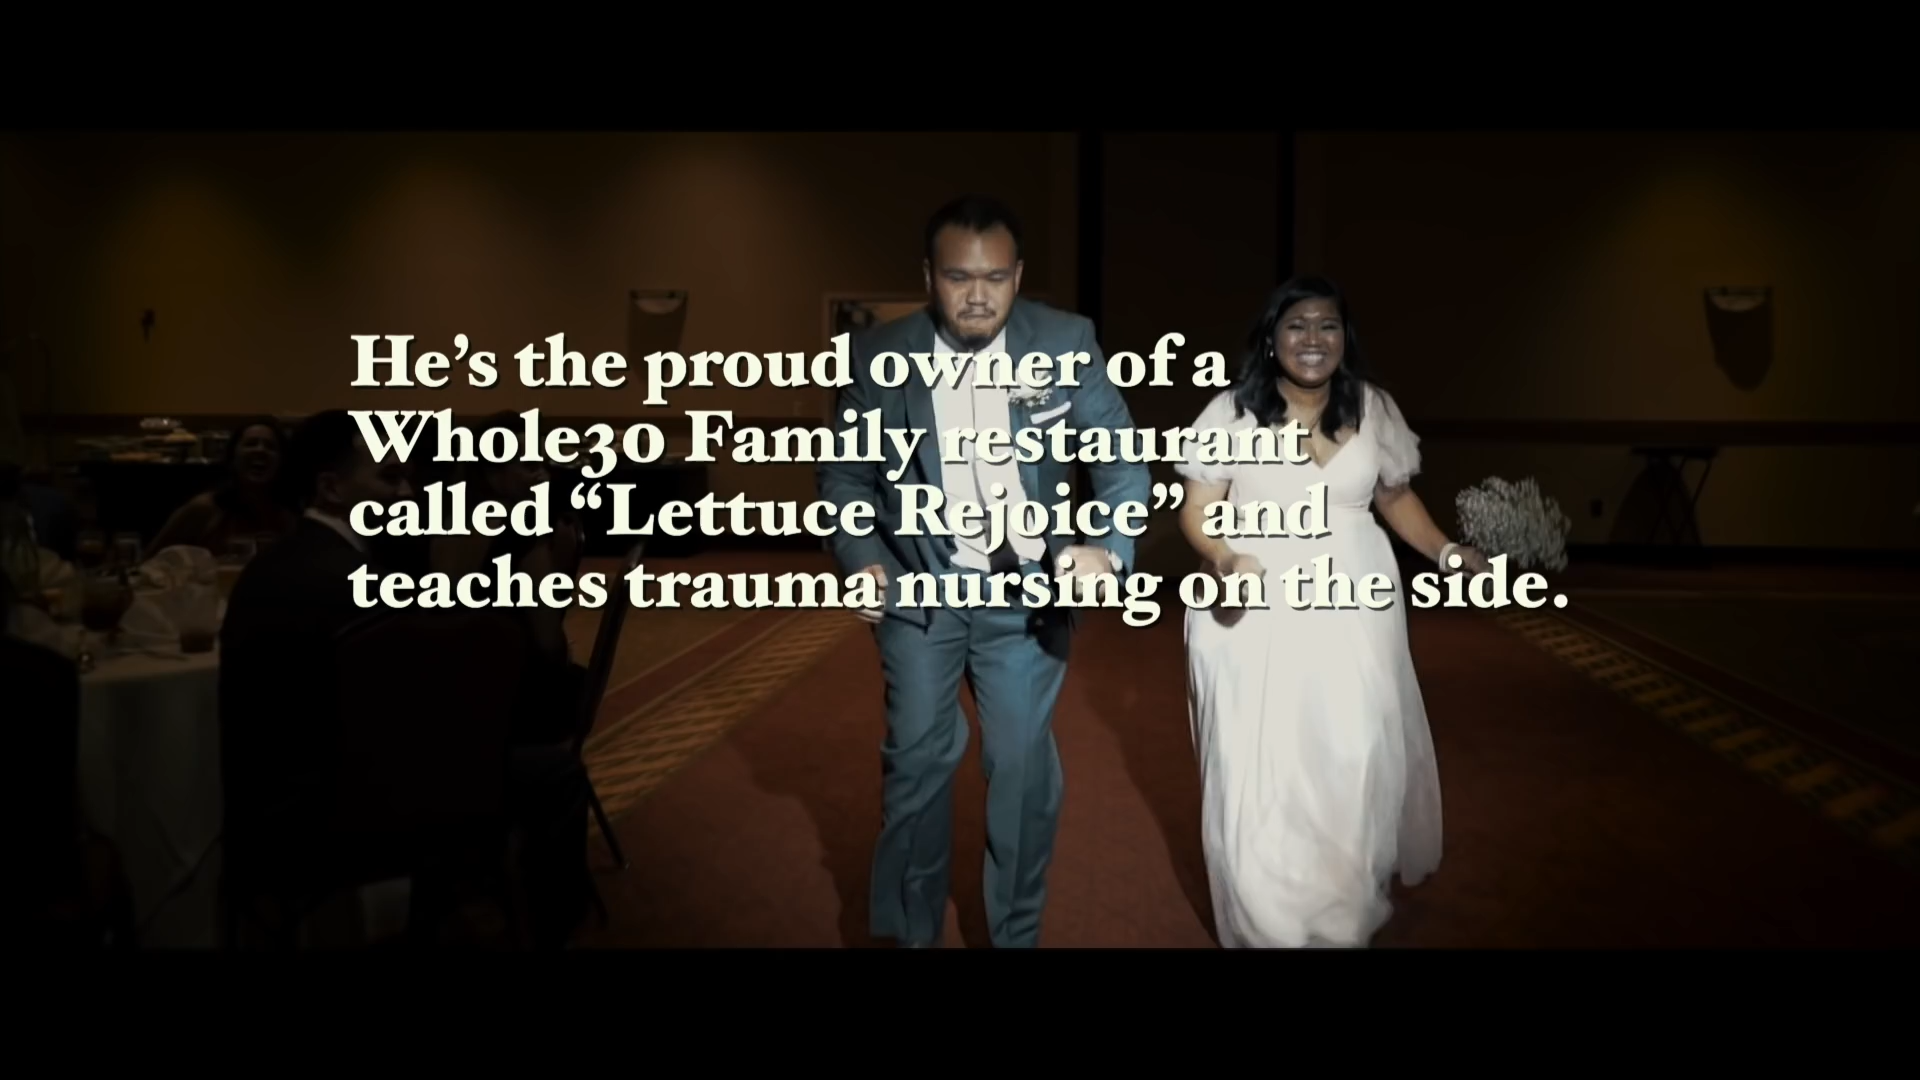 He’s the proud owner of a
Whole30 Family restaurant
called “Lettuce Rejoice” and
teaches trauma nursing on the side.